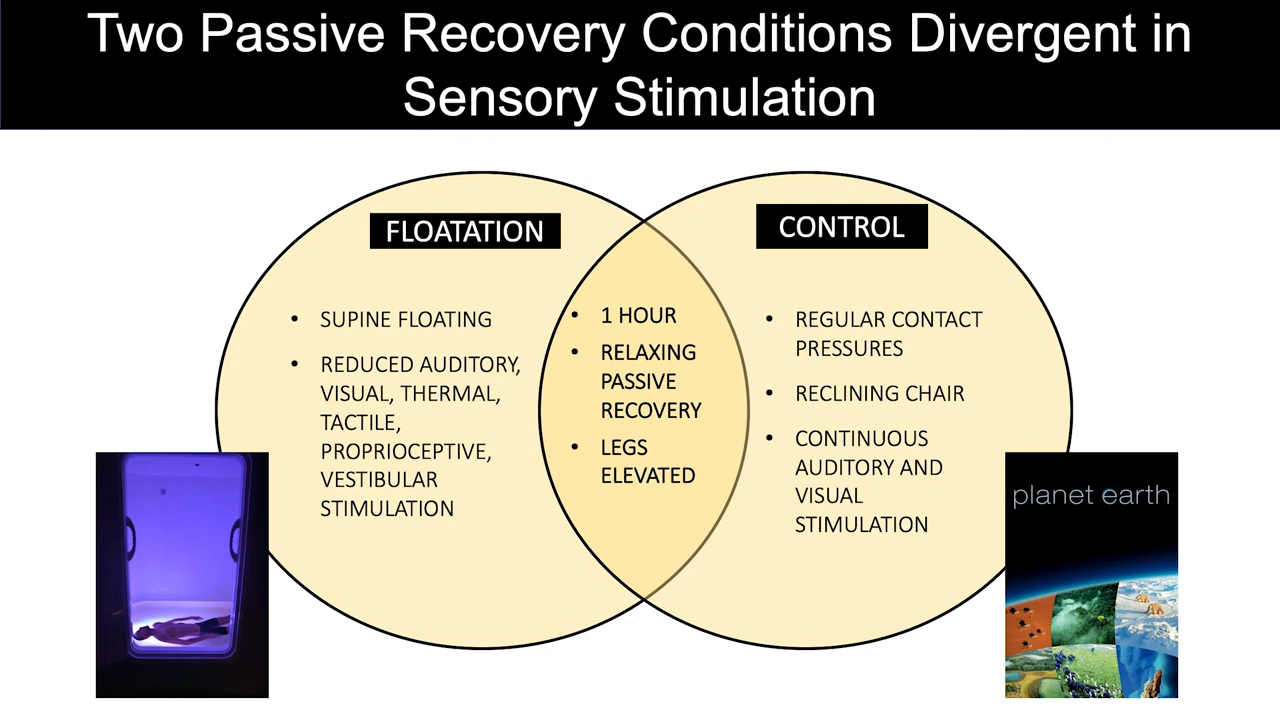 Two Passive Recovery Conditions Divergent in
Sensory Stimulation
FLOATATION
• SUPINE FLOATING
• REDUCED AUDITORY,
VISUAL, THERMAL,
TACTILE,
PROPRIOCEPTIVE,
VESTIBULAR
STIMULATION
• 1 HOUR
• RELAXING
PASSIVE
RECOVERY
• LEGS
ELEVATED
CONTROL
• REGULAR CONTACT
PRESSURES
• RECLINING CHAIR
• CONTINUOUS
AUDITORY AND
VISUAL
STIMULATION
planet earth